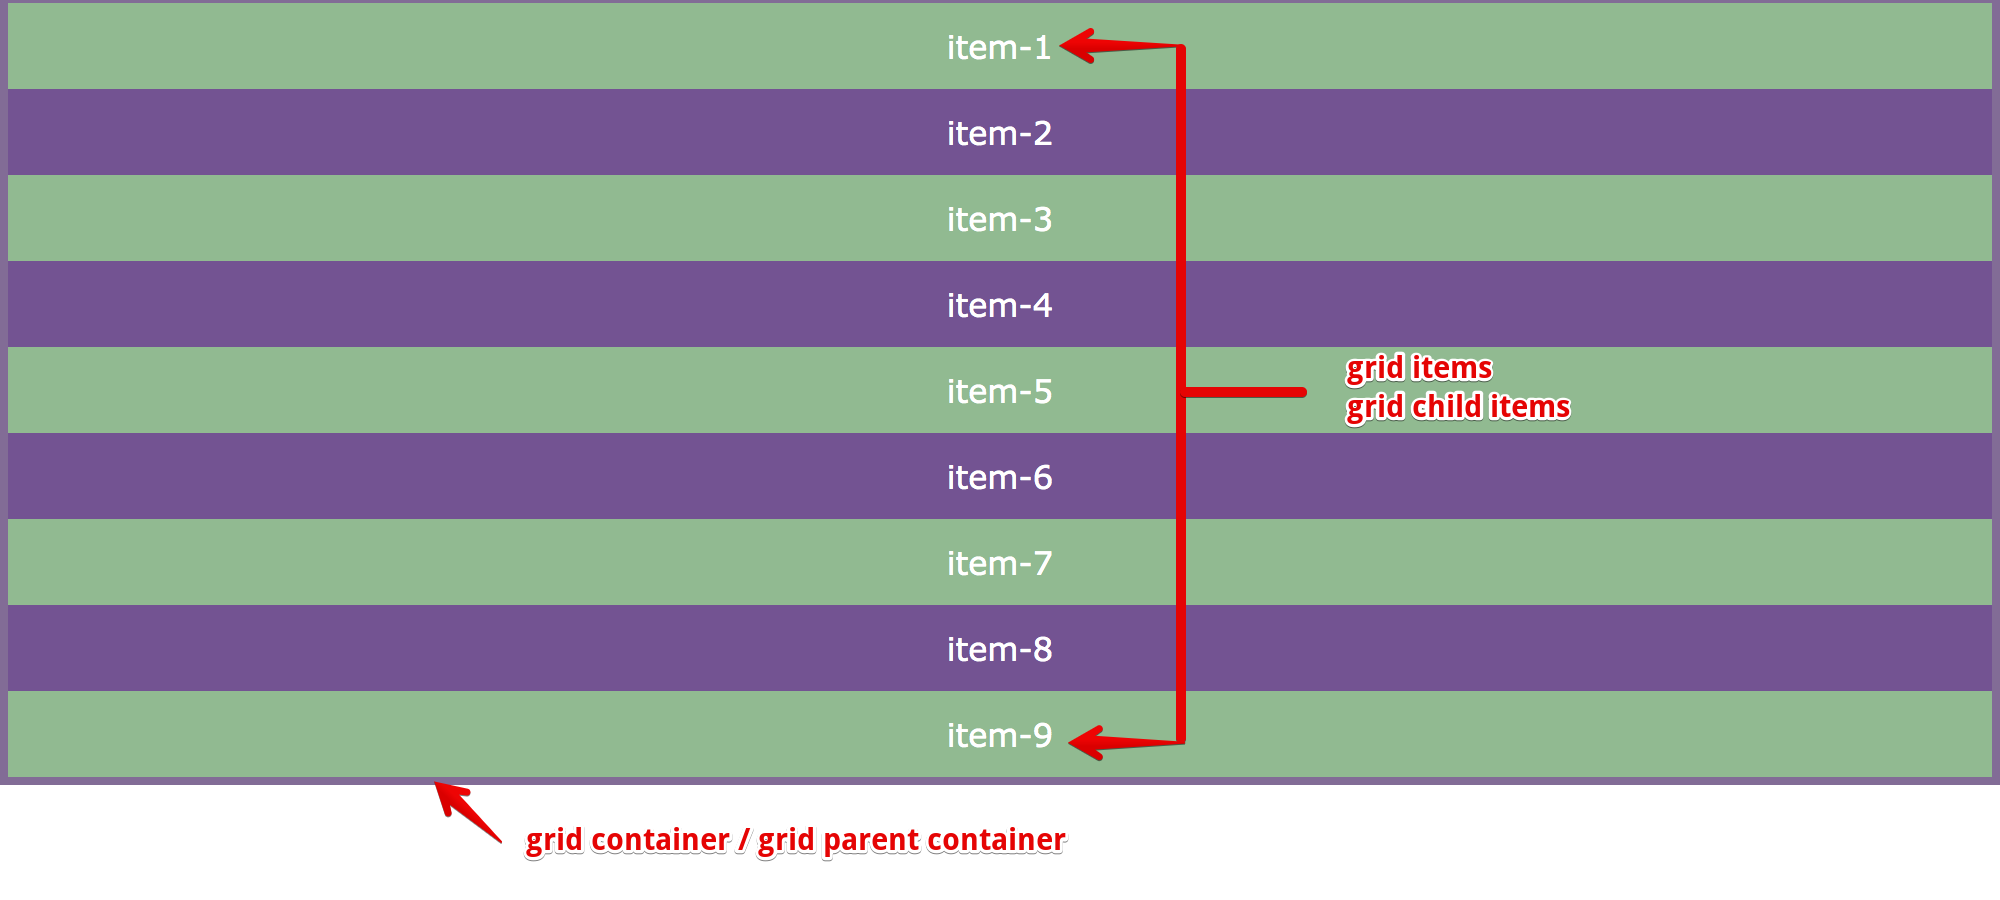 item-1
item-2
item-3
item-4
item-5
grid items
grid child items
item-6
item-7
item-8
item-9
grid container / grid parent container